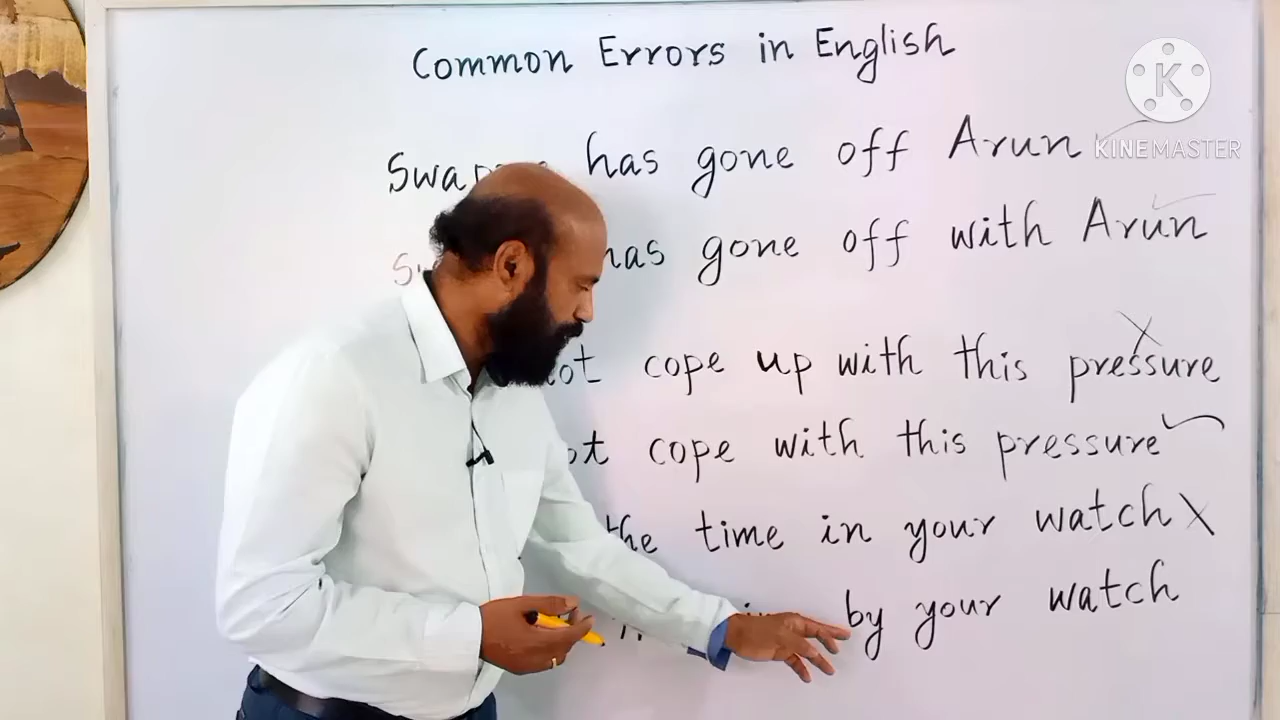 Common Errors in English
has gone off Arun
K
KINEMASTER
has gone off with Arun
cope up with this pressure
cope with this pressure
the time in your watch
by your watch